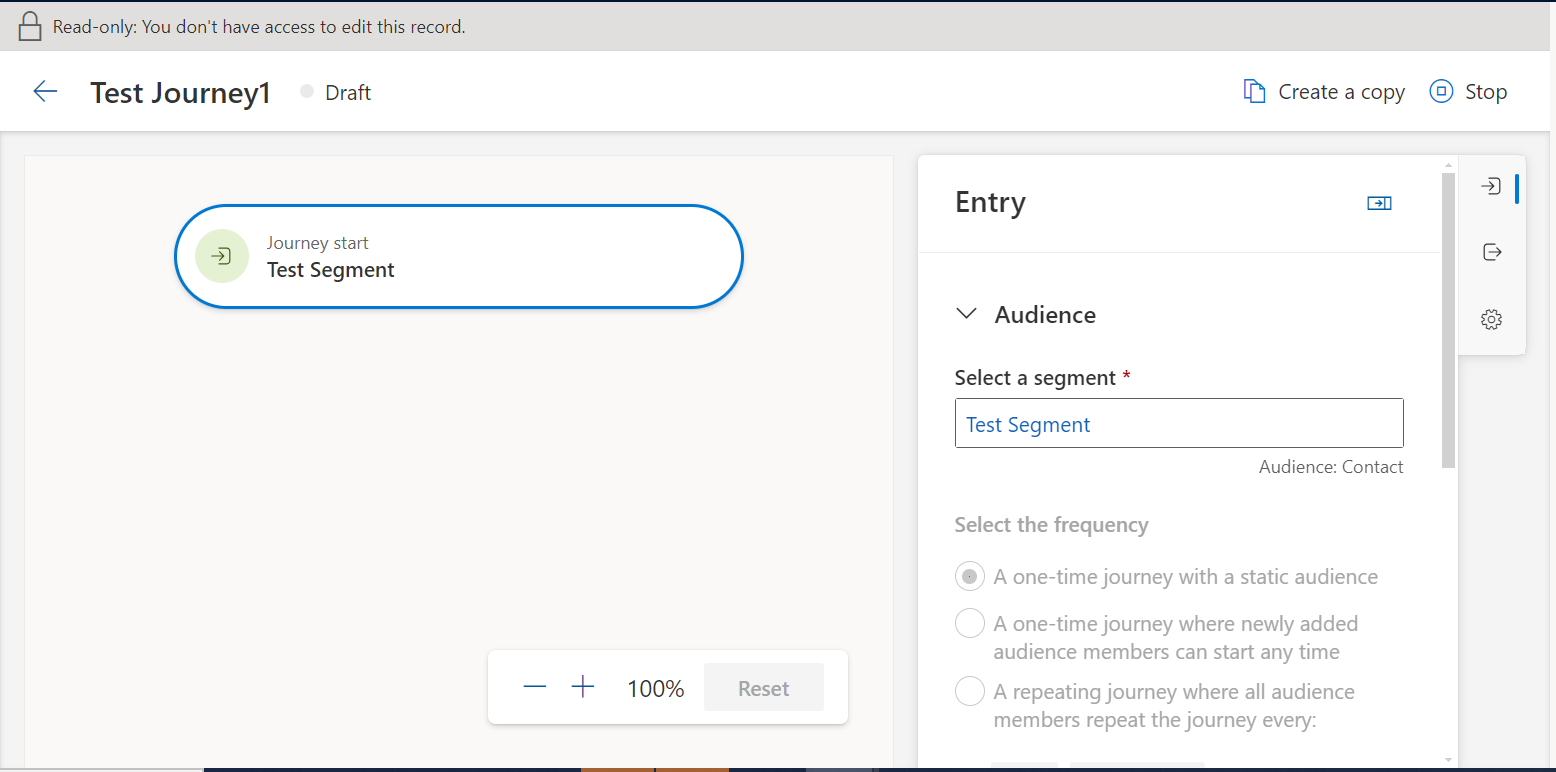 Read-only: You don't have access to edit this record.
Test Journey1 Draft Create a copy Stop
Journey start
Test Segment
100% Reset
Entry
Audience
Select a segment *
Test Segment
Audience: Contact
Select the frequency
A one-time journey with a static audience
A one-time journey where newly added
audience members can start any time
A repeating journey where all audience
members repeat the journey every: